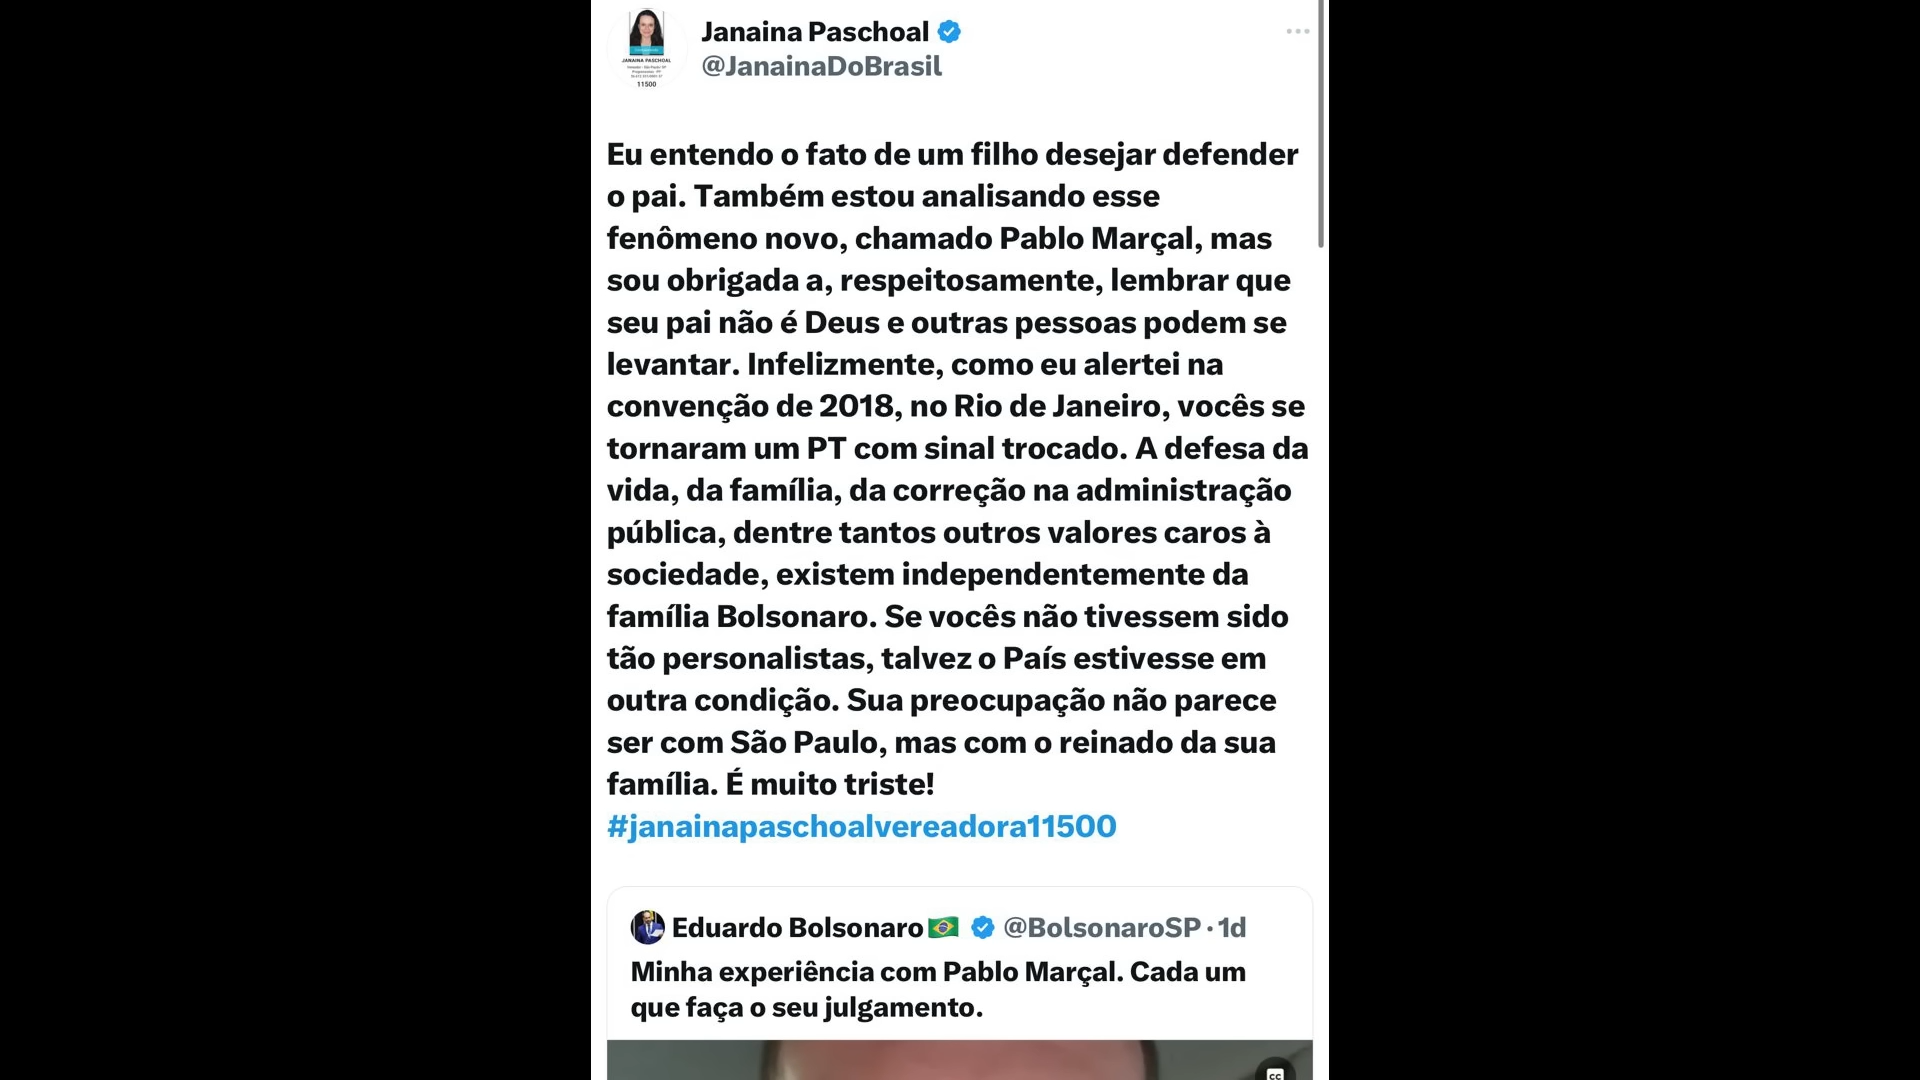 Janaina Paschoal
@JanainaDoBrasil
JANAINA PASCHOAL
11500
Eu entendo o fato de um filho desejar defender
o pai. Também estou analisando esse
fenômeno novo, chamado Pablo Marçal, mas
sou obrigada a, respeitosamente, lembrar que
seu pai não é Deus e outras pessoas podem se
levantar. Infelizmente, como eu alertei na
convenção de 2018, no Rio de Janeiro, vocês se
tornaram um PT com sinal trocado. A defesa da
vida, da família, da correção na administração
pública, dentre tantos outros valores caros à
sociedade, existem independentemente da
família Bolsonaro. Se vocês não tivessem sido
tão personalistas, talvez o País estivesse em
outra condição. Sua preocupação não parece
ser com São Paulo, mas com o reinado da sua
família. É muito triste!
#janainapaschoalvereadora11500
Eduardo Bolsonaro🇧🇷 @BolsonaroSP · 1d
Minha experiência com Pablo Marçal. Cada um
que faça o seu julgamento.
CC